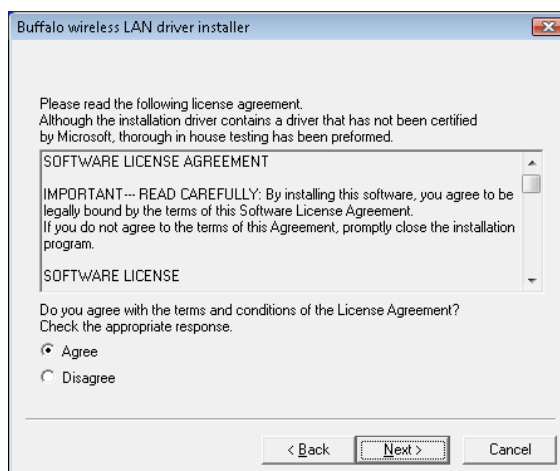 Buffalo wireless LAN driver installer
Please read the following license agreement.
Although the installation driver contains a driver that has not been certified
by Microsoft, thorough in house testing has been preformed.
SOFTWARE LICENSE AGREEMENT
IMPORTANT--- READ CAREFULLY: By installing this software, you agree to be
legally bound by the terms of this Software License Agreement.
If you do not agree to the terms of this Agreement, promptly close the installation
program.
SOFTWARE LICENSE
Do you agree with the terms and conditions of the License Agreement?
Check the appropriate response.
Agree
Disagree
< Back
Next >
Cancel